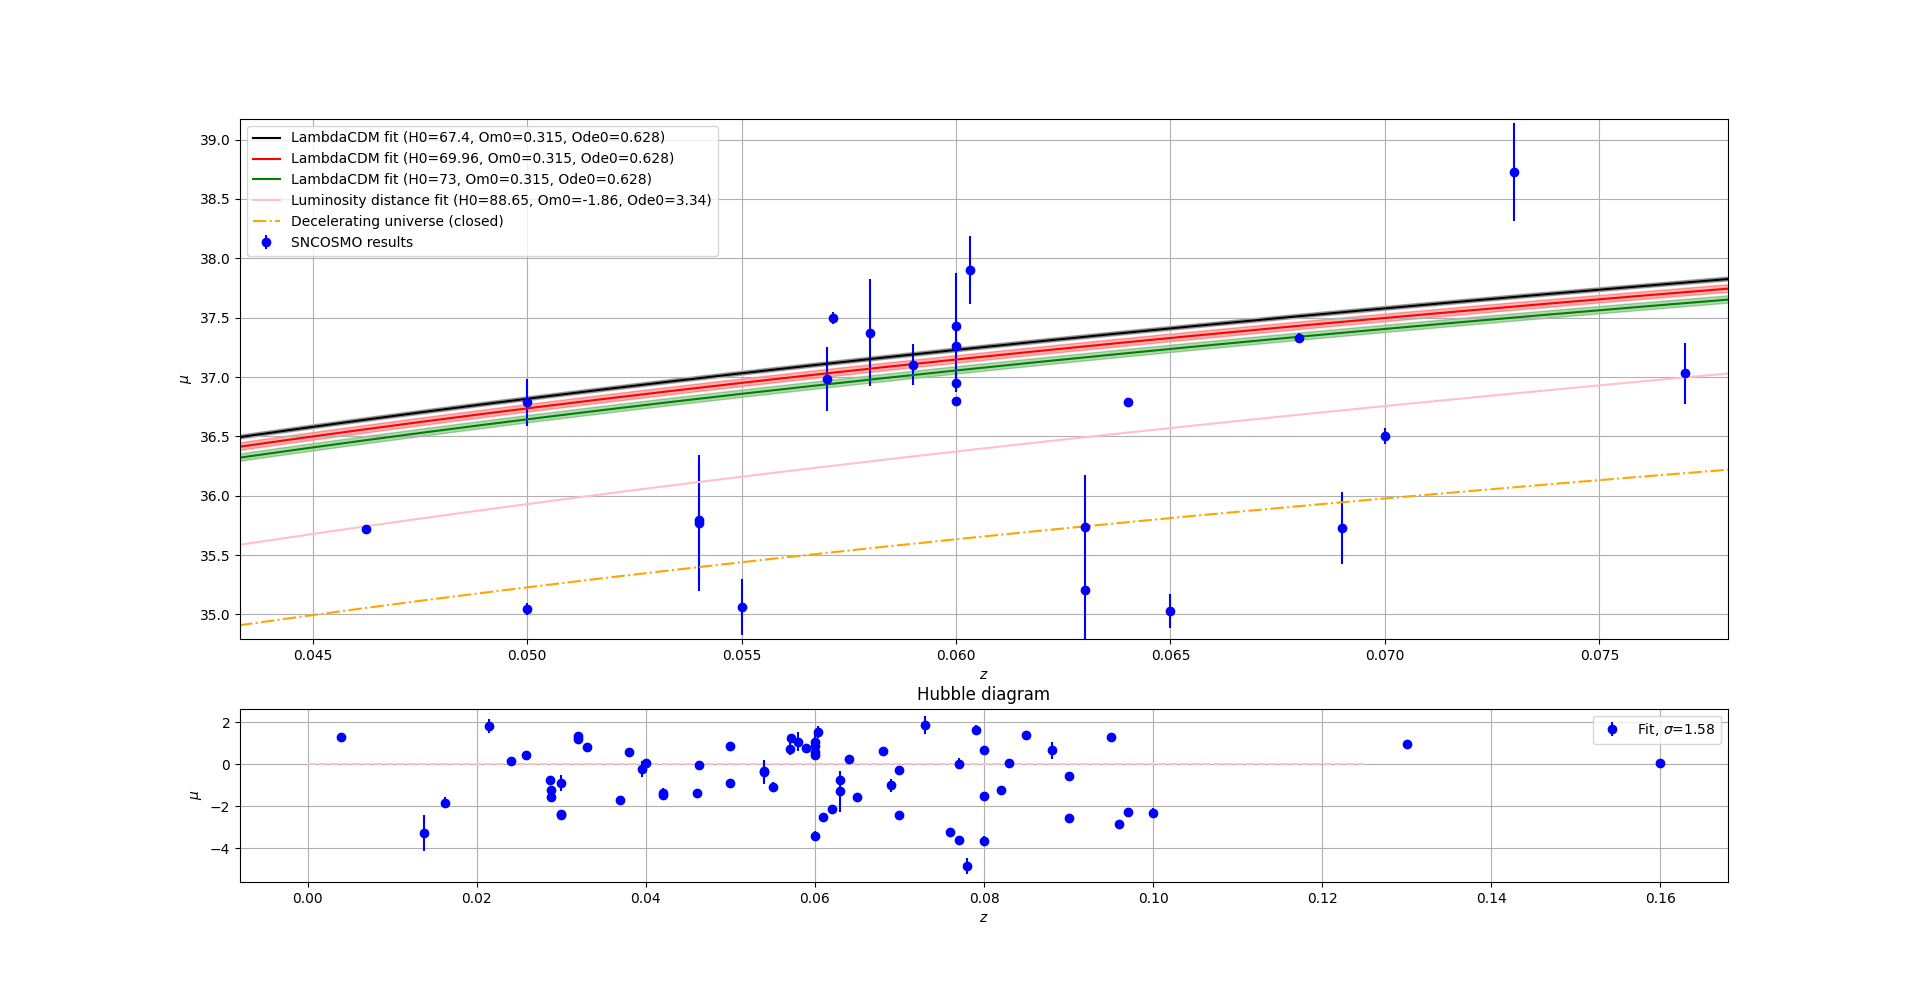 39.0
38.5
38.0
37.5
37.0
36.5
36.0
35.5
35.0
μ
LambdaCDM fit (H0=67.4, Om0=0.315, Ode0=0.628)
LambdaCDM fit (H0=69.96, Om0=0.315, Ode0=0.628)
LambdaCDM fit (H0=73, Om0=0.315, Ode0=0.628)
Luminosity distance fit (H0=88.65, Om0=-1.86, Ode0=3.34)
Decelerating universe (closed)
SNCOSMO results
0.045 0.050 0.055 0.060 0.065 0.070 0.075
z
Hubble diagram
2
0
−2
−4
μ
Fit, σ=1.58
0.00 0.02 0.04 0.06 0.08 0.10 0.12 0.14 0.16
z